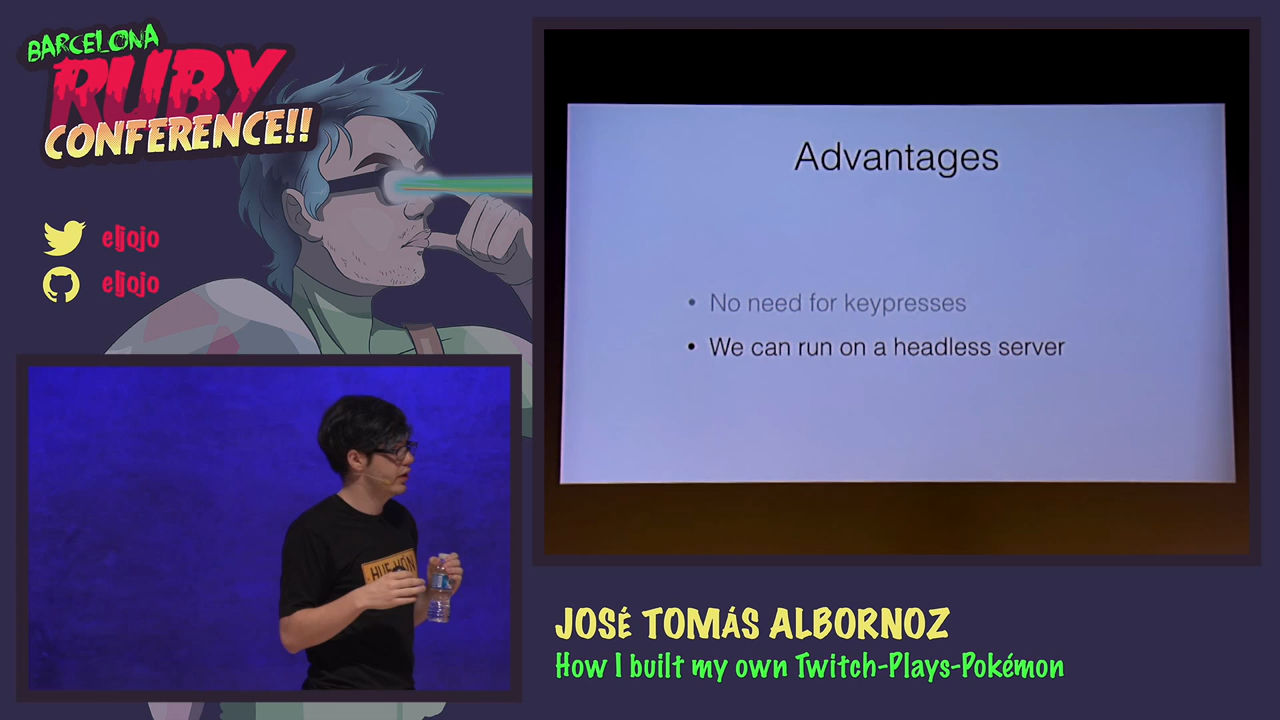 BARCELONA
RUBY
CONFERENCE!!
eljojo
eljojo
Advantages
• No need for keypresses
• We can run on a headless server
JOSÉ TOMÁS ALBORNOZ
How I built my own Twitch-Plays-Pokémon